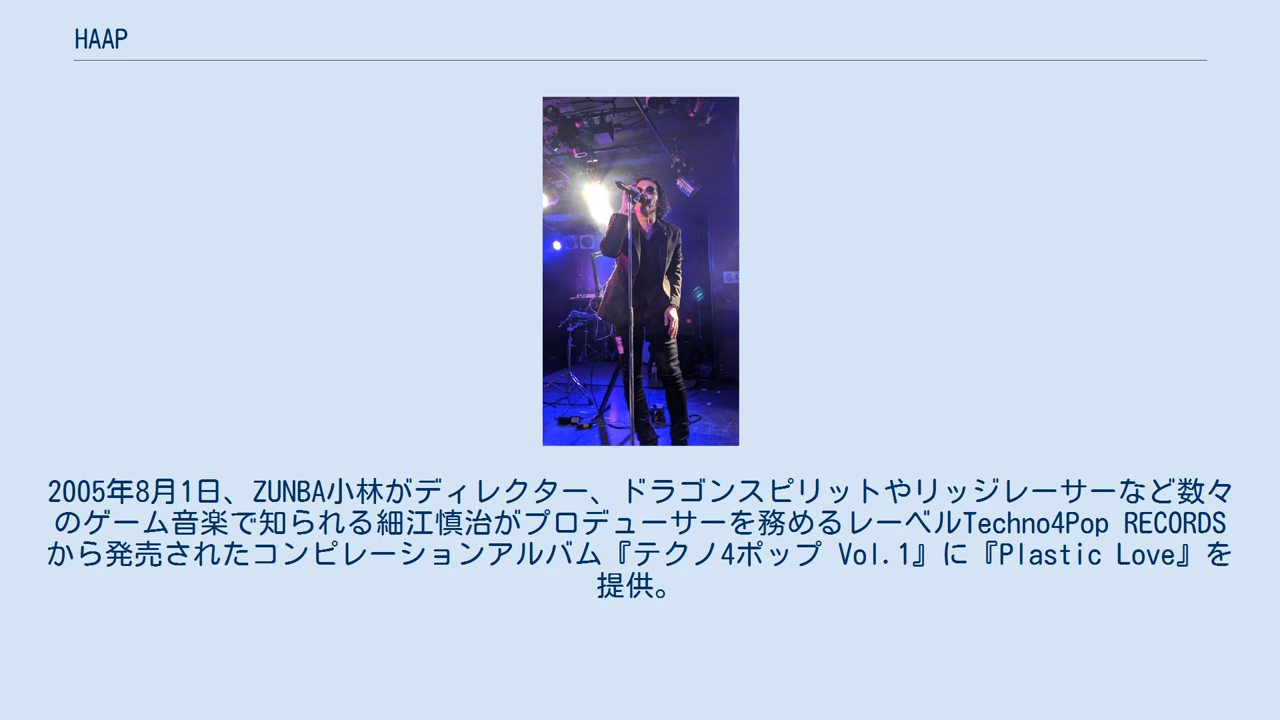 HAAP
2005年8月1日、ZUNBA小林がディレクター、ドラゴンスピリットやリッジレーサーなど数々
のゲーム音楽で知られる細江慎治がプロデューサーを務めるレーベルTechno4Pop RECORDS
から発売されたコンピレーションアルバム『テクノ4ポップ Vol.1』に『Plastic Love』を
提供。